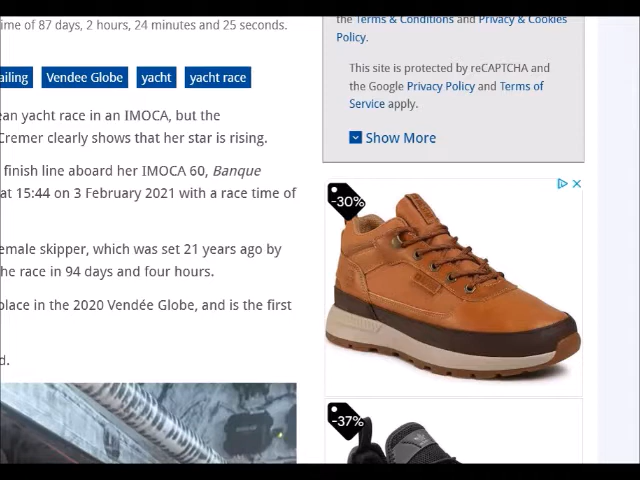 ime of 87 days, 2 hours, 24 minutes and 25 seconds.
ailing Vendee Globe yacht yacht race
ean yacht race in an IMOCA, but the
Cremer clearly shows that her star is rising.
finish line aboard her IMOCA 60, Banque
at 15:44 on 3 February 2021 with a race time of
emale skipper, which was set 21 years ago by
he race in 94 days and four hours.
place in the 2020 Vendée Globe, and is the first
d.
the Terms & Conditions and Privacy & Cookies
Policy.
This site is protected by reCAPTCHA and
the Google Privacy Policy and Terms of
Service apply.
Show More
-30%
-37%